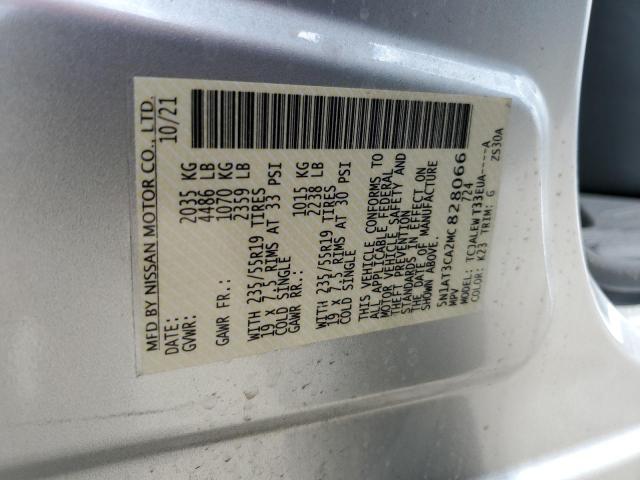 MFD BY NISSAN MOTOR CO., LTD.
DATE: 10/21
GVWR: 2035 KG
4486 LB
GAWR FR.: 1070 KG
2359 LB
WITH 235/55R19 TIRES
19 X 7.5 RIMS AT 33 PSI
COLD SINGLE
GAWR RR.: 1015 KG
2238 LB
WITH 235/55R19 TIRES
19 X 7.5 RIMS AT 30 PSI
COLD SINGLE
THIS VEHICLE CONFORMS TO
ALL APPLICABLE FEDERAL
MOTOR VEHICLE SAFETY AND
THEFT PREVENTION
STANDARDS IN EFFECT ON
THE DATE OF MANUFACTURE
SHOWN ABOVE.
5N1AT3CA2MC 828066
MPV 724
MODEL: TCJALEW T33EUA----A
COLOR: K23 TRIM: G ZS30A